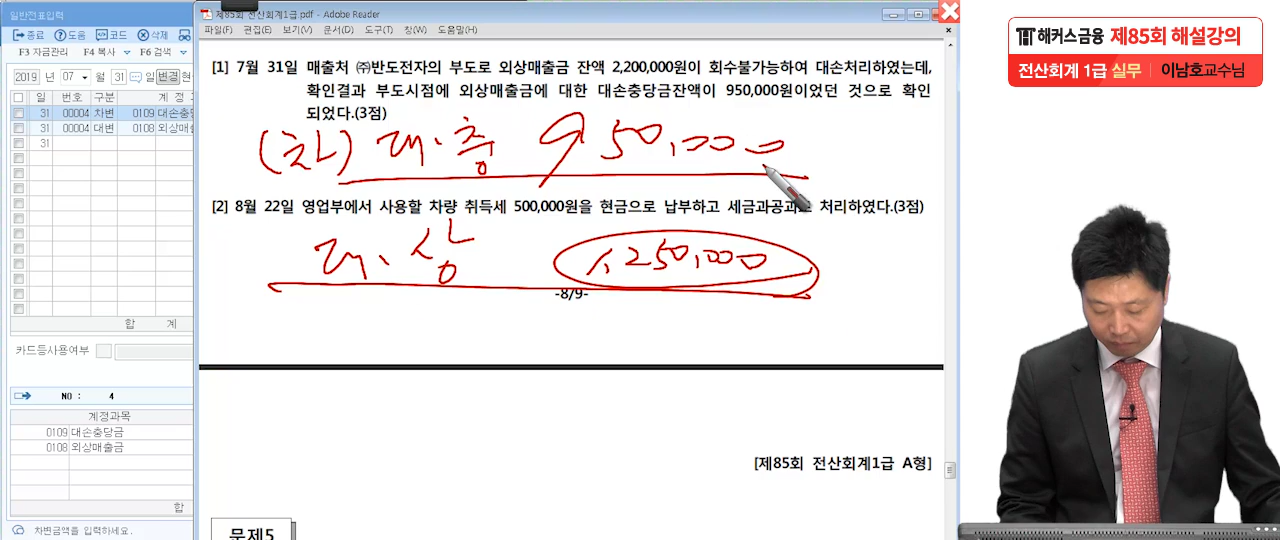 일반전표입력
제85회 전산회계1급.pdf - Adobe Reader
해커스금융 제85회 해설강의
전산회계 1급 실무 이남호교수님
종료 도움 코드 삭제
파일(F) 편집(E) 보기(V) 문서(D) 도구(T) 창(W) 도움말(H)
F3 자금관리 F4 복사 F6 검색
2019 년 07 월 31 일 변경 현
일 번호 구분 계 정
31 00004 차변 0109 대손충당
31 00004 대변 0108 외상매출
31
합 계
카드등사용여부
NO : 4
계정과목
0109 대손충당금
0108 외상매출금
합
차변금액을 입력하세요.
[1] 7월 31일 매출처 ㈜반도전자의 부도로 외상매출금 잔액 2,200,000원이 회수불가능하여 대손처리하였는데,
확인결과 부도시점에 외상매출금에 대한 대손충당금잔액이 950,000원이었던 것으로 확인
되었다.(3점)
(차) 대.충 950,000
[2] 8월 22일 영업부에서 사용할 차량 취득세 500,000원을 현금으로 납부하고 세금과공과로 처리하였다.(3점)
대.상 1,250,000
-8/9-
[제85회 전산회계1급 A형]
문제5